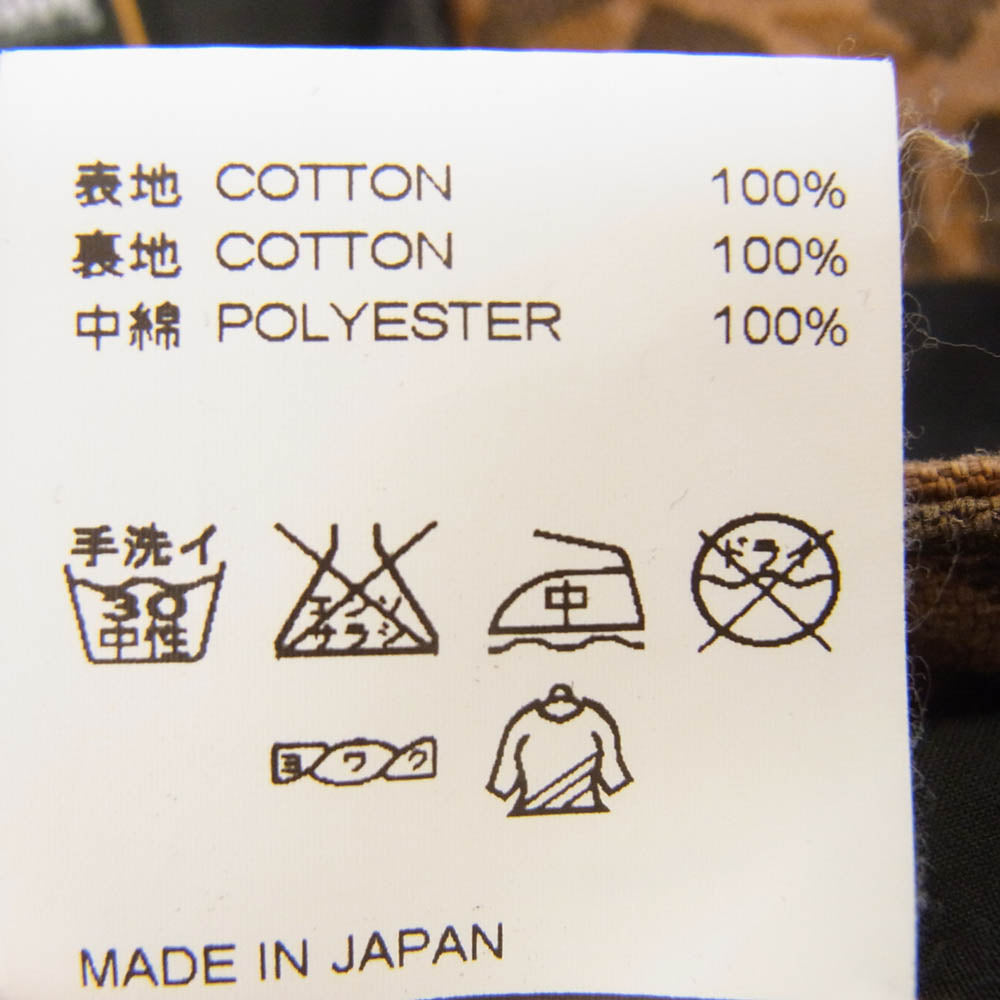 表地 COTTON 100%
裏地 COTTON 100%
中綿 POLYESTER 100%
手洗イ
30
中性
エンソ
サラシ
中
ドライ
ヨワク
MADE IN JAPAN